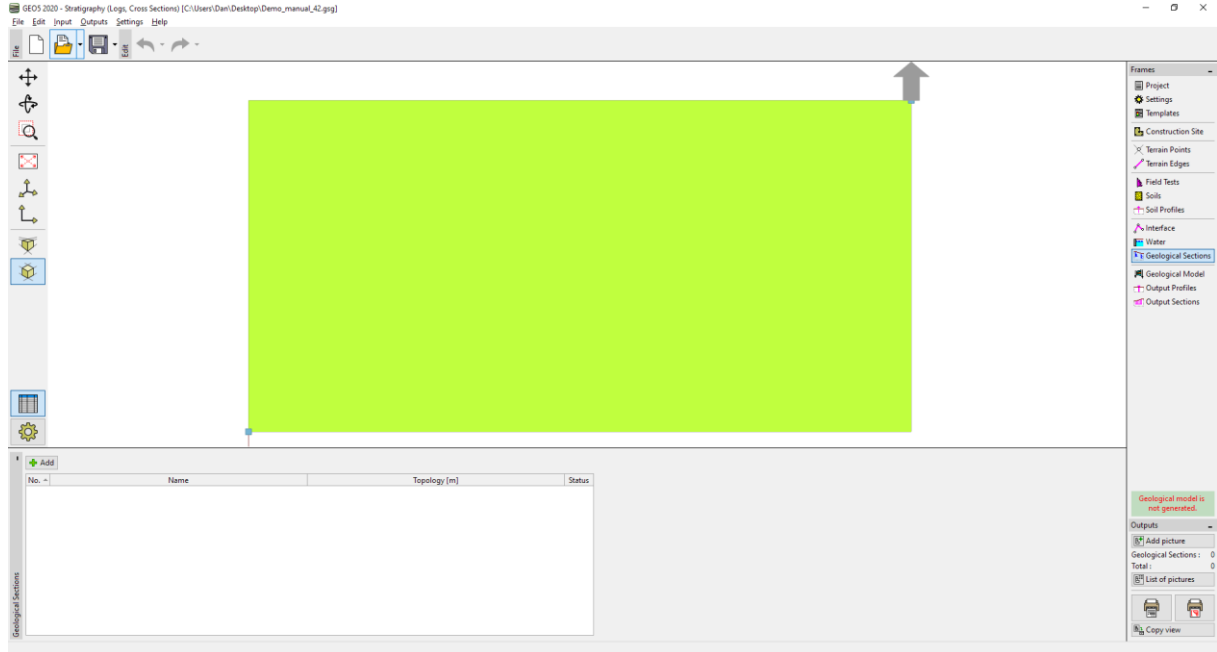 GEO5 2020 - Stratigraphy (Logs, Cross Sections) [C:\Users\Dan\Desktop\Demo_manual_42.gsg]
File Edit Input Outputs Settings Help
File
Edit
Frames
Project
Settings
Templates
Construction Site
Terrain Points
Terrain Edges
Field Tests
Soils
Soil Profiles
Interface
Water
Geological Sections
Geological Model
Output Profiles
Output Sections
Add
No. Name Topology [m] Status
Geological Sections
Geological model is
not generated.
Outputs
Add picture
Geological Sections : 0
Total : 0
List of pictures
Copy view